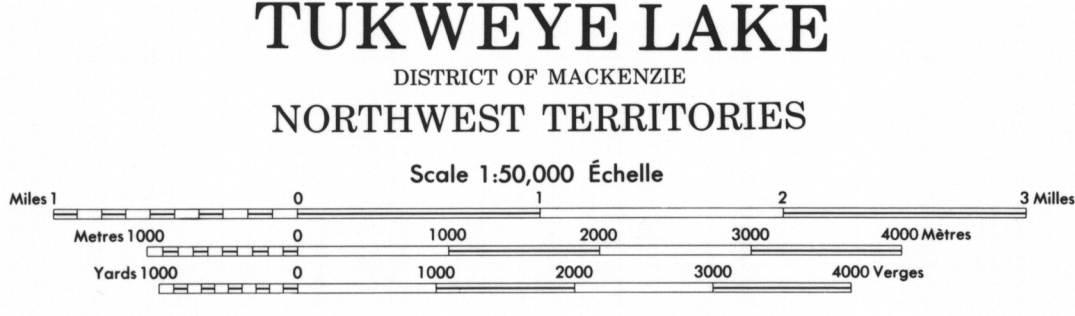 TUKWEYE LAKE
DISTRICT OF MACKENZIE
NORTHWEST TERRITORIES
Scale 1:50,000 Échelle
Miles 1 0 1 2 3 Milles
Metres 1000 0 1000 2000 3000 4000 Mètres
Yards 1000 0 1000 2000 3000 4000 Verges